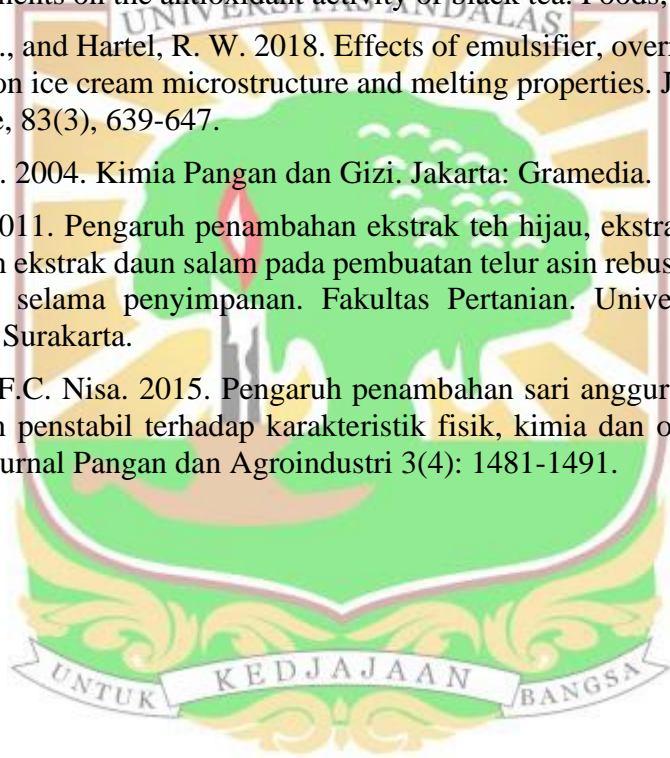 ments on the antioxidant activity of black tea. Foods,
UNIVERSITAS ANDALAS
., and Hartel, R. W. 2018. Effects of emulsifier, overr
on ice cream microstructure and melting properties. J
e, 83(3), 639-647.
. 2004. Kimia Pangan dan Gizi. Jakarta: Gramedia.
011. Pengaruh penambahan ekstrak teh hijau, ekstra
n ekstrak daun salam pada pembuatan telur asin rebus
selama penyimpanan. Fakultas Pertanian. Unive
Surakarta.
F.C. Nisa. 2015. Pengaruh penambahan sari anggur
n penstabil terhadap karakteristik fisik, kimia dan o
urnal Pangan dan Agroindustri 3(4): 1481-1491.
UNTUK KEDJAJAAN BANGSA